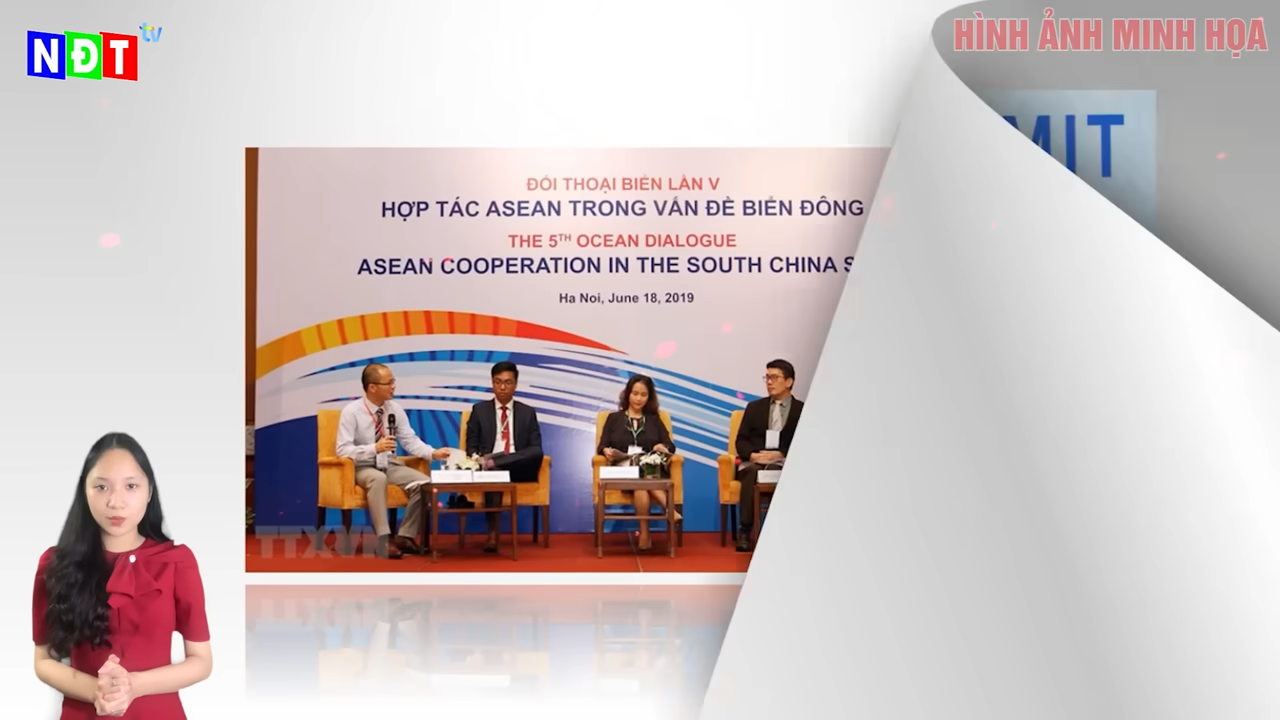 NĐT tv
HÌNH ẢNH MINH HỌA
MIT
ĐỐI THOẠI BIỂN LẦN V
HỢP TÁC ASEAN TRONG VẤN ĐỀ BIỂN ĐÔNG
THE 5TH OCEAN DIALOGUE
ASEAN COOPERATION IN THE SOUTH CHINA S
Ha Noi, June 18, 2019
TTXVN